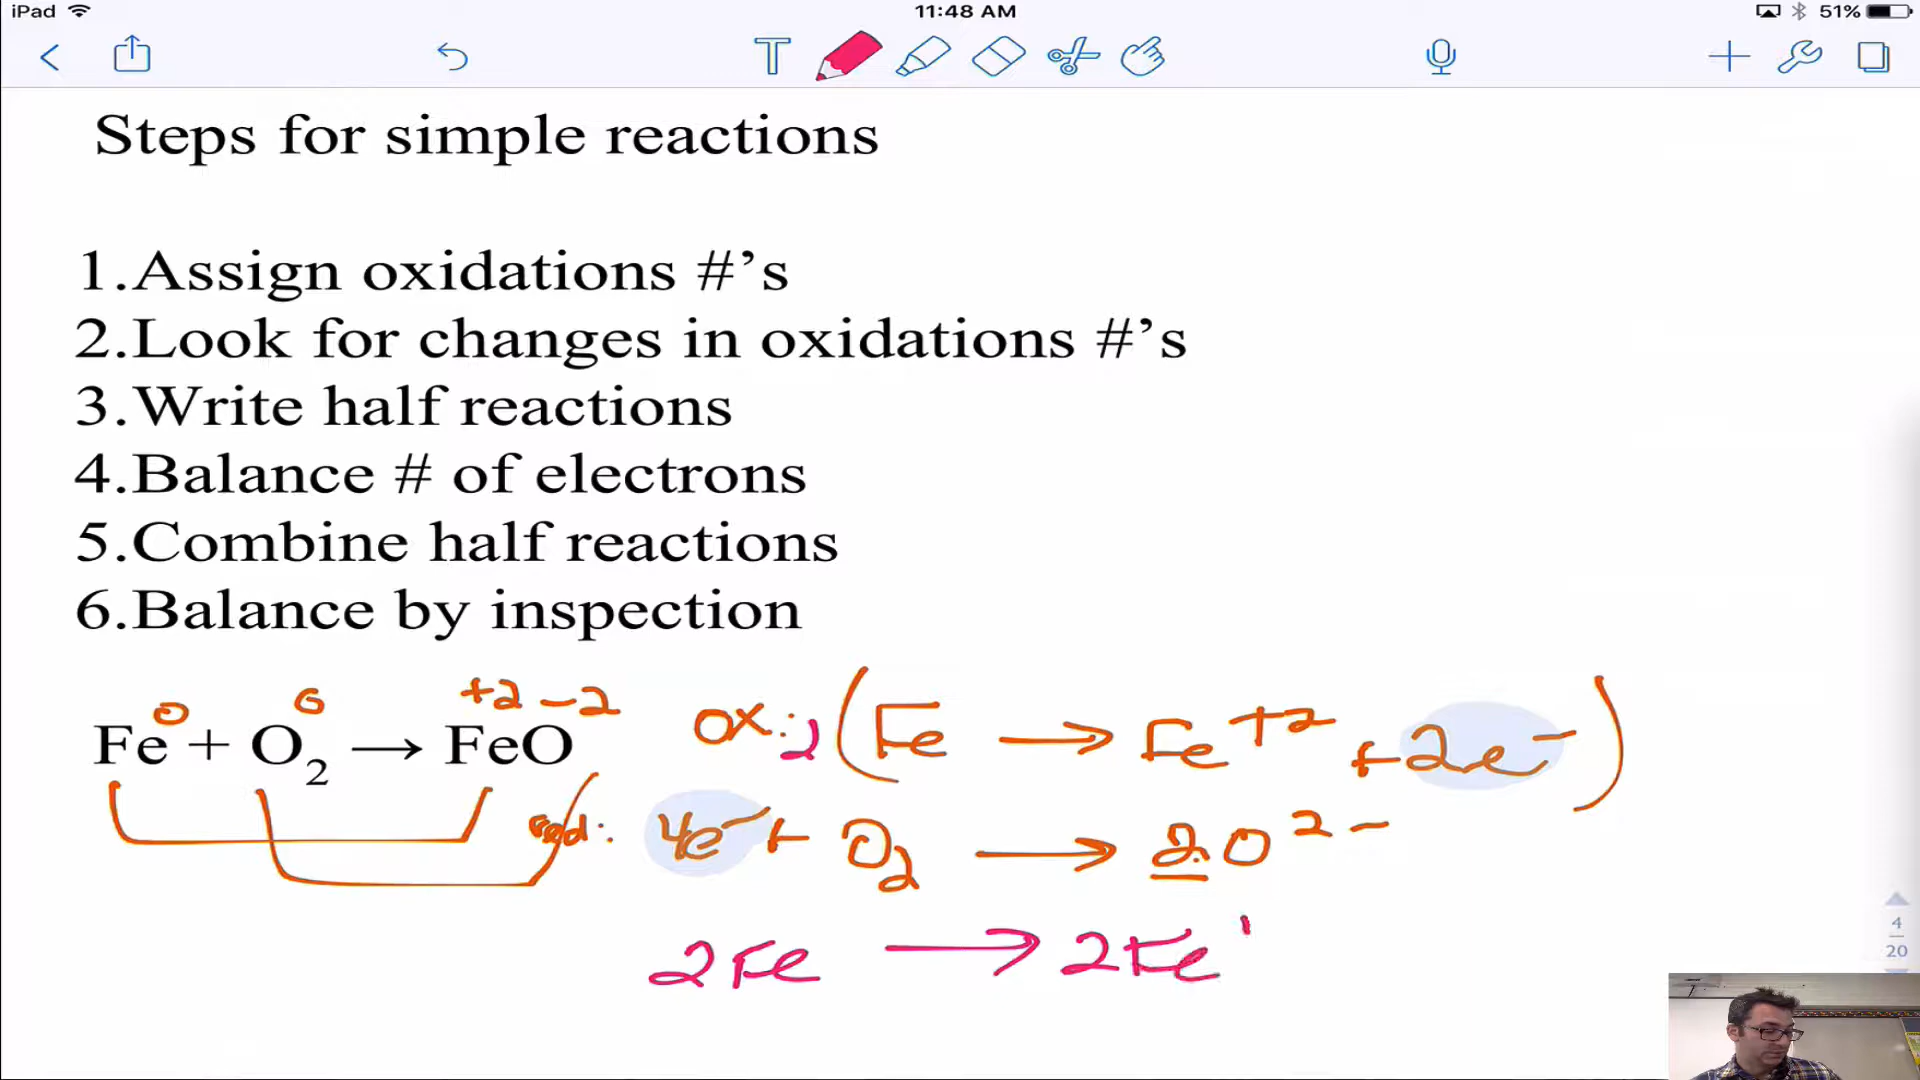 iPad 11:48 AM 51%
T
Steps for simple reactions
1.Assign oxidations #’s
2.Look for changes in oxidations #’s
3.Write half reactions
4.Balance # of electrons
5.Combine half reactions
6.Balance by inspection
0 0 +2 -2
Fe + O2 → FeO
ox: 2(Fe → Fe+2 + 2e-)
red: 4e- + O2 → 2 O2-
2Fe → 2Fe
4
20